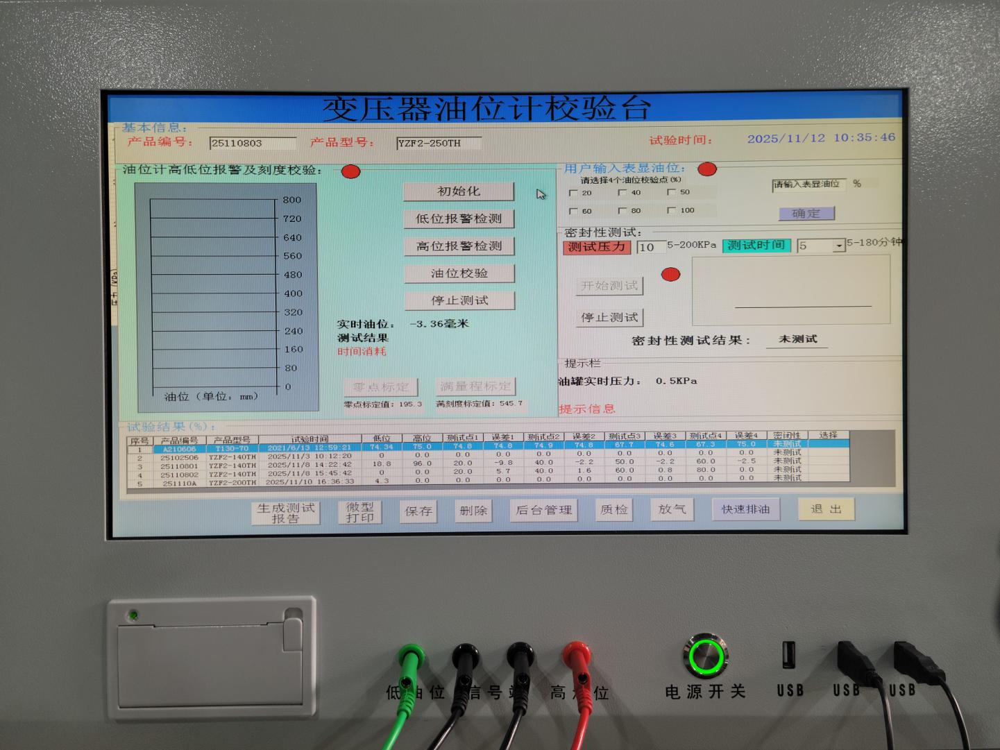 变压器油位计校验台
基本信息：
产品编号： 25110803 产品型号： YZF2-250TH 试验时间： 2025/11/12 10:35:46
油位计高低位报警及刻度校验：
800
720
640
560
480
400
320
240
160
80
0
油位（单位：mm）
初始化
低位报警检测
高位报警检测
油位校验
停止测试
实时油位： -3.36毫米
测试结果
时间消耗
零点标定 满量程标定
零点标定值：195.3 满刻度标定值：545.7
用户输入表显油位：
请选择4个油位校验点(%)
20 40 50
60 80 100
请输入表显油位 %
确定
密封性测试：
测试压力 10 5-200KPa 测试时间 5 5-180分钟
开始测试
停止测试
密封性测试结果： 未测试
提示栏
油罐实时压力： 0.5KPa
提示信息
试验结果(%)：
序号 产品编号 产品型号 试验时间 低位 高位 测试点1 误差1 测试点2 误差2 测试点3 误差3 测试点4 误差4 密闭性 选择
1 A210606 T130-70 2021/6/13 12:59:21 74.34 75.0 74.8 74.8 74.9 74.8 67.7 74.6 67.3 75.0 未测试
2 25102506 YZF2-140TH 2025/11/3 10:12:20 0 0.0 0.0 0.0 0.0 0.0 0.0 0.0 0.0 0.0 未测试
3 25110801 YZF2-140TH 2025/11/8 14:22:42 18.8 96.0 20.0 -9.8 40.0 -2.2 50.0 -2.2 60.0 -2.5 未测试
4 25110802 YZF2-140TH 2025/11/8 15:45:42 0 0.0 20.0 5.7 40.0 1.6 60.0 0.8 80.0 0.0 未测试
5 251110A YZF2-200TH 2025/11/10 16:36:33 4.3 0.0 0.0 0.0 0.0 0.0 0.0 0.0 0.0 0.0 未测试
生成测试报告 微型打印 保存 删除 后台管理 质检 放气 快速排油 退出
低油位 信号端 高油位 电源开关 USB USB USB